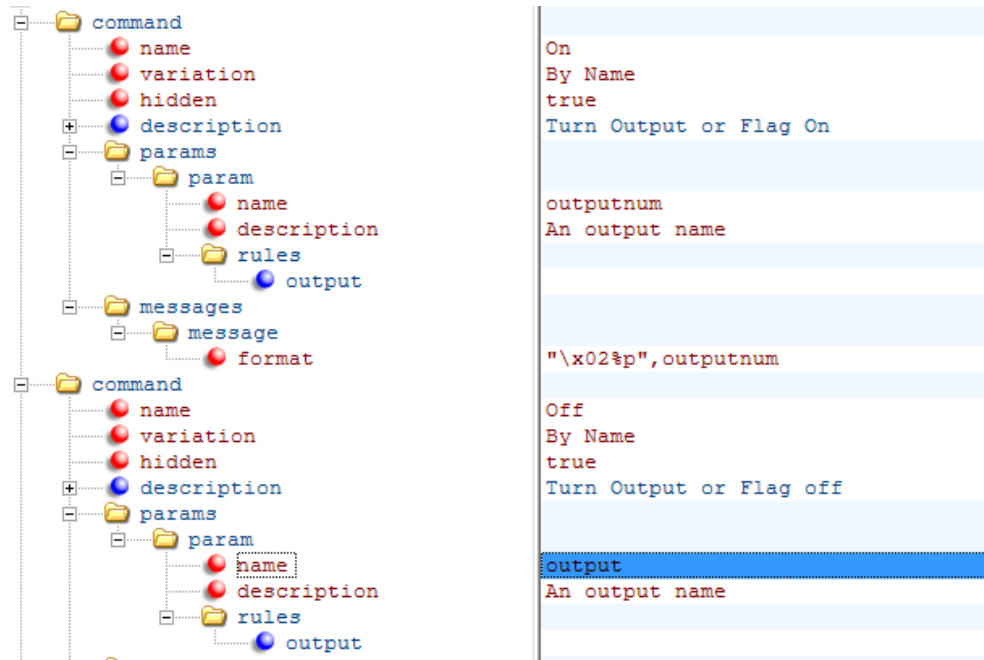 command
name On
variation By Name
hidden true
description Turn Output or Flag On
params
param
name outputnum
description An output name
rules
output
messages
message
format "\x02%p",outputnum
command
name Off
variation By Name
hidden true
description Turn Output or Flag off
params
param
name output
description An output name
rules
output